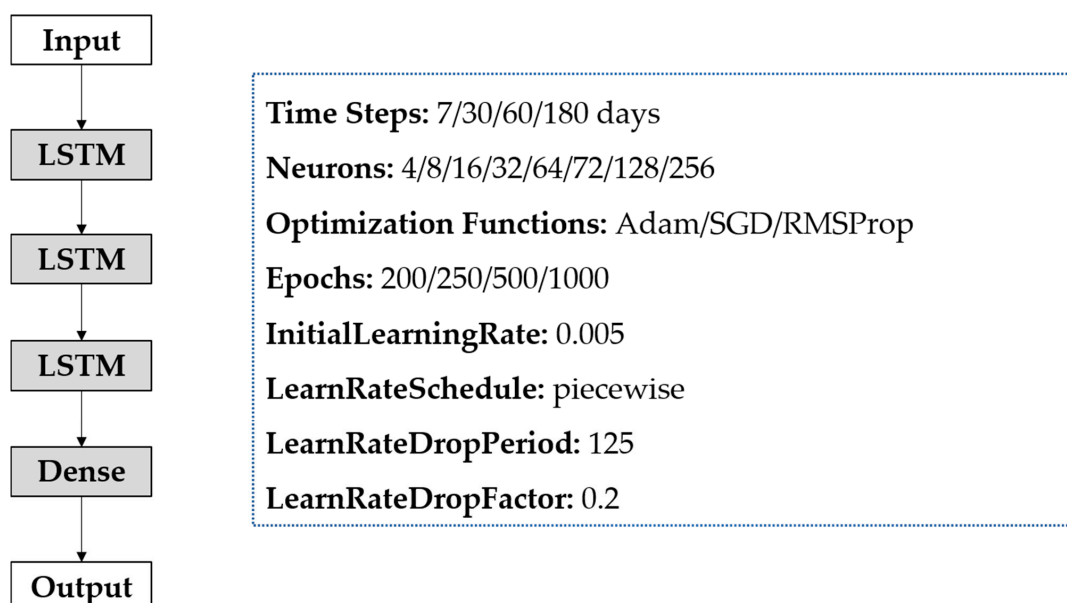 Input
LSTM
LSTM
LSTM
Dense
Output
Time Steps: 7/30/60/180 days
Neurons: 4/8/16/32/64/72/128/256
Optimization Functions: Adam/SGD/RMSProp
Epochs: 200/250/500/1000
InitialLearningRate: 0.005
LearnRateSchedule: piecewise
LearnRateDropPeriod: 125
LearnRateDropFactor: 0.2